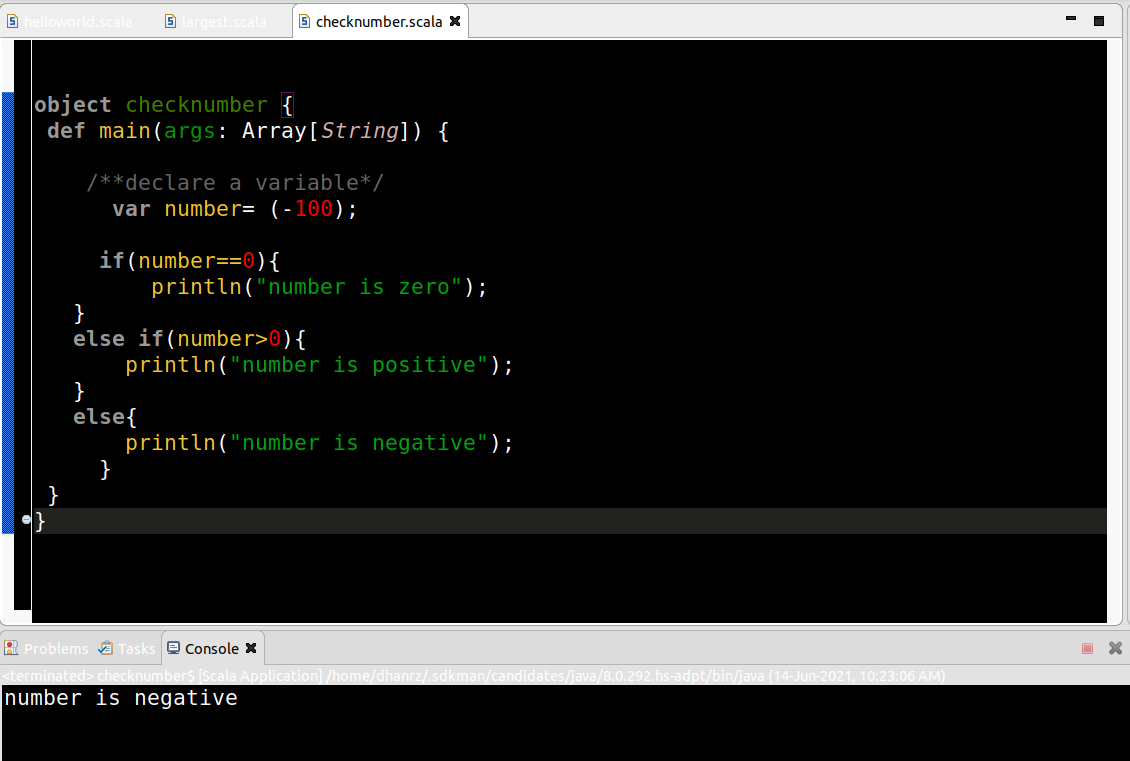 helloworld.scala largest.scala checknumber.scala
object checknumber {
def main(args: Array[String]) {
/**declare a variable*/
var number= (-100);
if(number==0){
println("number is zero");
}
else if(number>0){
println("number is positive");
}
else{
println("number is negative");
}
}
}
Problems Tasks Console
<terminated> checknumber$ [Scala Application] /home/dhanrz/.sdkman/candidates/java/8.0.292.hs-adpt/bin/java (14-Jun-2021, 10:23:06 AM)
number is negative